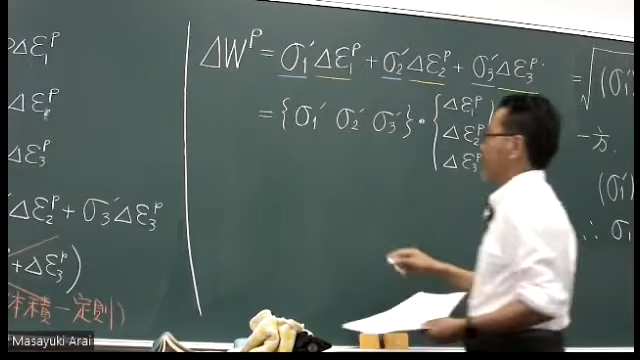 Δε₁ᵖ
Δε₂ᵖ
Δε₃ᵖ
Δε₂ᵖ + σ₃′Δε₃ᵖ
+ Δε₃ᵖ)
積一定則)
ΔWᵖ = σ₁′Δε₁ᵖ + σ₂′Δε₂ᵖ + σ₃′Δε₃ᵖ
= {σ₁′ σ₂′ σ₃′}・{Δε₁ᵖ
Δε₂ᵖ
Δε₃ᵖ
= √(σ₁′)
一方.
(σ₁′)
∴ σ₁
Masayuki Arai